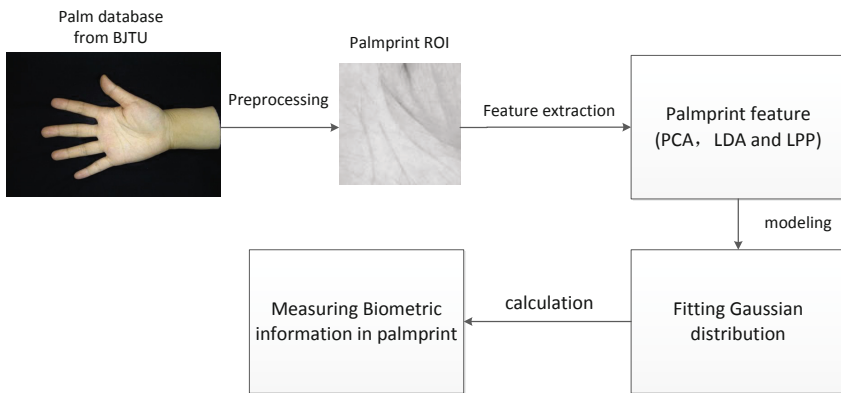 Palm database
from BJTU
Preprocessing
Palmprint ROI
Feature extraction
Palmprint feature
(PCA，LDA and LPP)
modeling
Fitting Gaussian
distribution
calculation
Measuring Biometric
information in palmprint